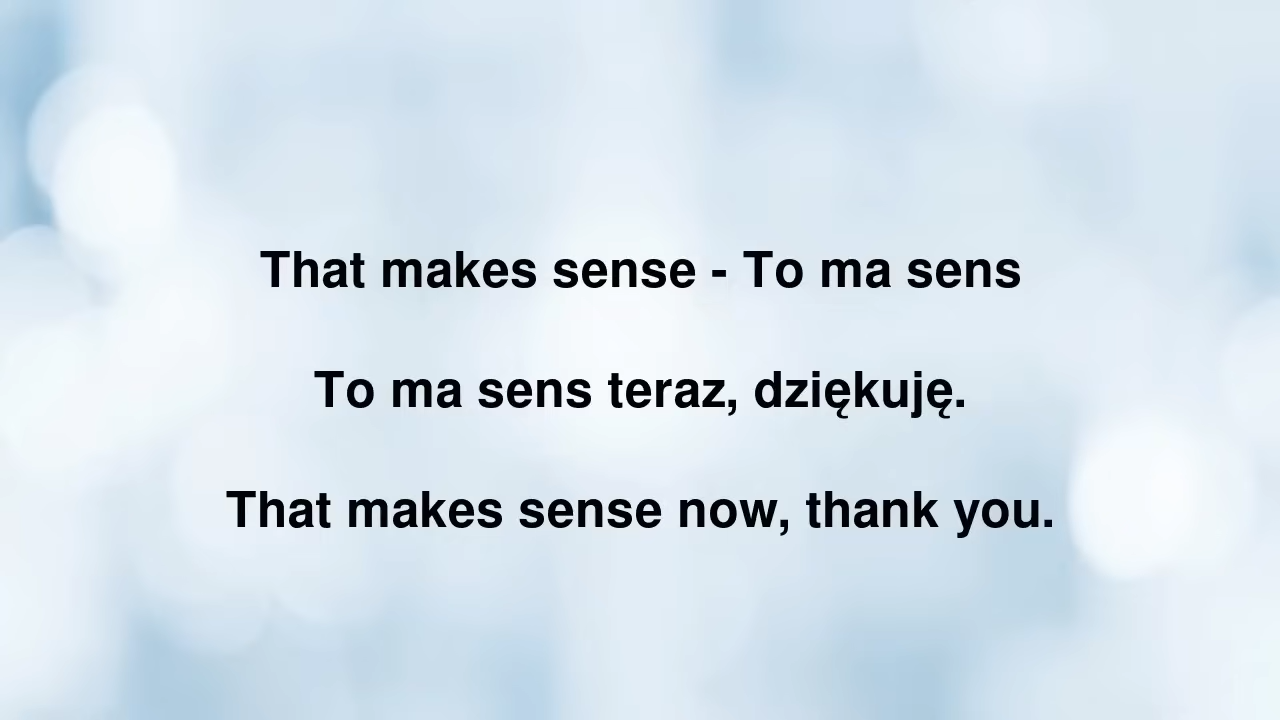 That makes sense - To ma sens
To ma sens teraz, dziękuję.
That makes sense now, thank you.